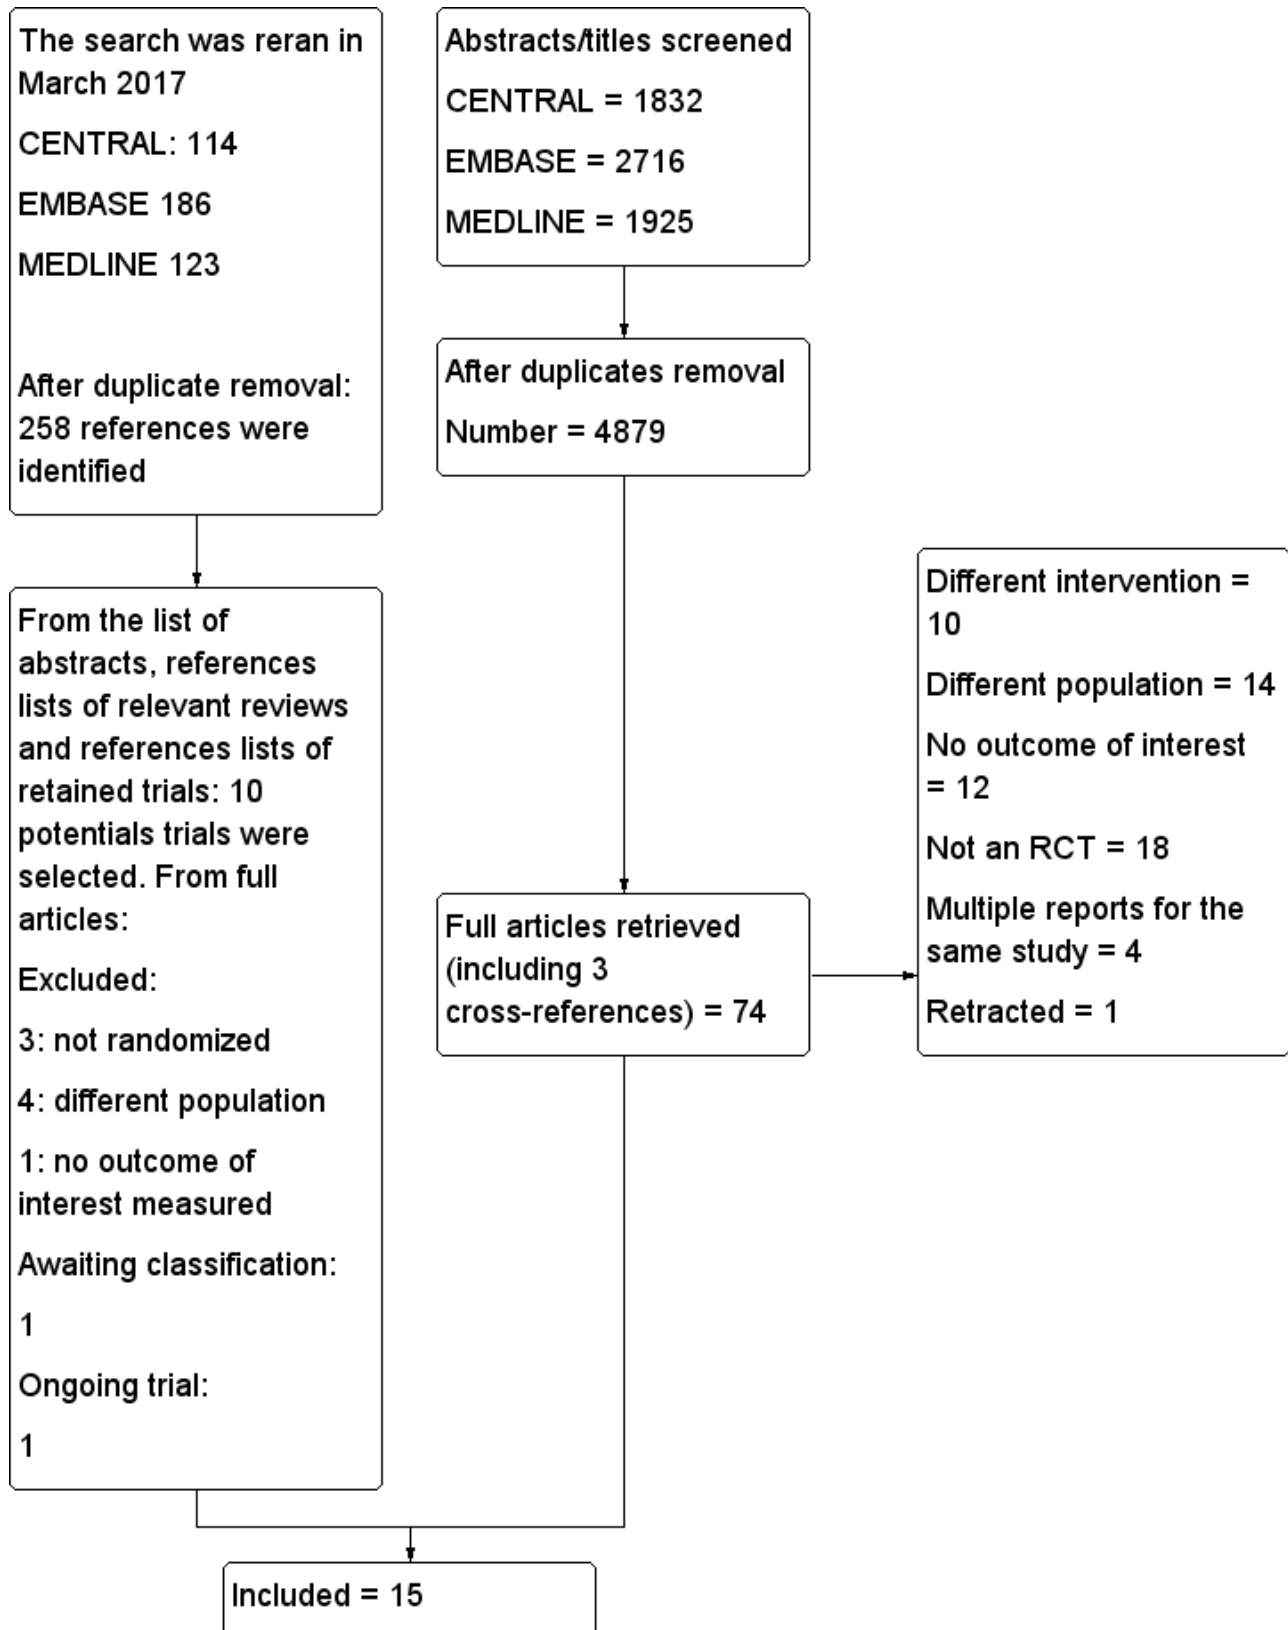 The search was reran in
March 2017
CENTRAL: 114
EMBASE 186
MEDLINE 123
After duplicate removal:
258 references were
identified
From the list of
abstracts, references
lists of relevant reviews
and references lists of
retained trials: 10
potentials trials were
selected. From full
articles:
Excluded:
3: not randomized
4: different population
1: no outcome of
interest measured
Awaiting classification:
1
Ongoing trial:
1
Abstracts/titles screened
CENTRAL = 1832
EMBASE = 2716
MEDLINE = 1925
After duplicates removal
Number = 4879
Full articles retrieved
(including 3
cross-references) = 74
Different intervention =
10
Different population = 14
No outcome of interest
= 12
Not an RCT = 18
Multiple reports for the
same study = 4
Retracted = 1
Included = 15